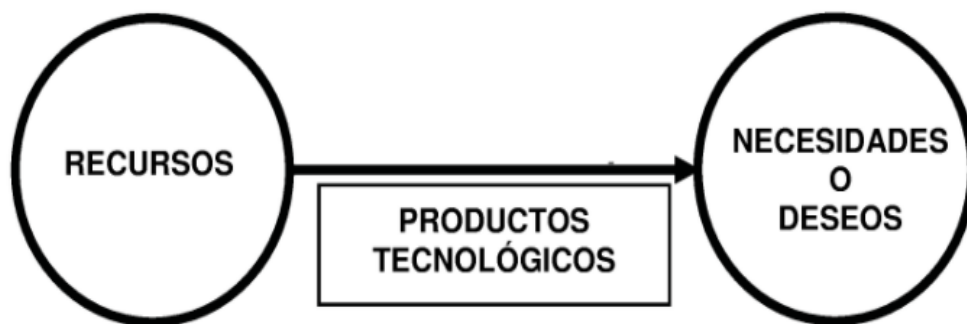 RECURSOS
PRODUCTOS
TECNOLÓGICOS
NECESIDADES
O
DESEOS